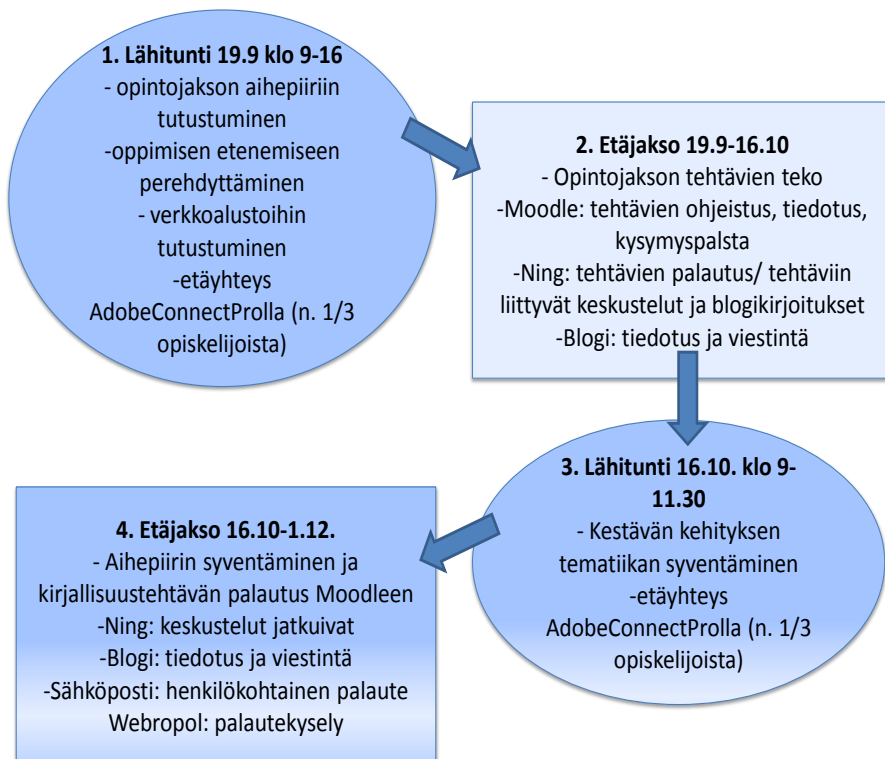 1. Lähitunti 19.9 klo 9-16
- opintojakson aihepiiriin
tutustuminen
-oppimisen etenemiseen
perehdyttäminen
- verkkoalustoihin
tutustuminen
-etäyhteys
AdobeConnectProlla (n. 1/3
opiskelijoista)
2. Etäjakso 19.9-16.10
- Opintojakson tehtävien teko
-Moodle: tehtävien ohjeistus, tiedotus,
kysymyspalsta
-Ning: tehtävien palautus/ tehtäviin
liittyvät keskustelut ja blogikirjoitukset
-Blogi: tiedotus ja viestintä
3. Lähitunti 16.10. klo 9-
11.30
- Kestävän kehityksen
tematiikan syventäminen
-etäyhteys
AdobeConnectProlla (n. 1/3
opiskelijoista)
4. Etäjakso 16.10-1.12.
- Aihepiirin syventäminen ja
kirjallisuustehtävän palautus Moodleen
-Ning: keskustelut jatkuivat
-Blogi: tiedotus ja viestintä
-Sähköposti: henkilökohtainen palaute
Webropol: palautekysely